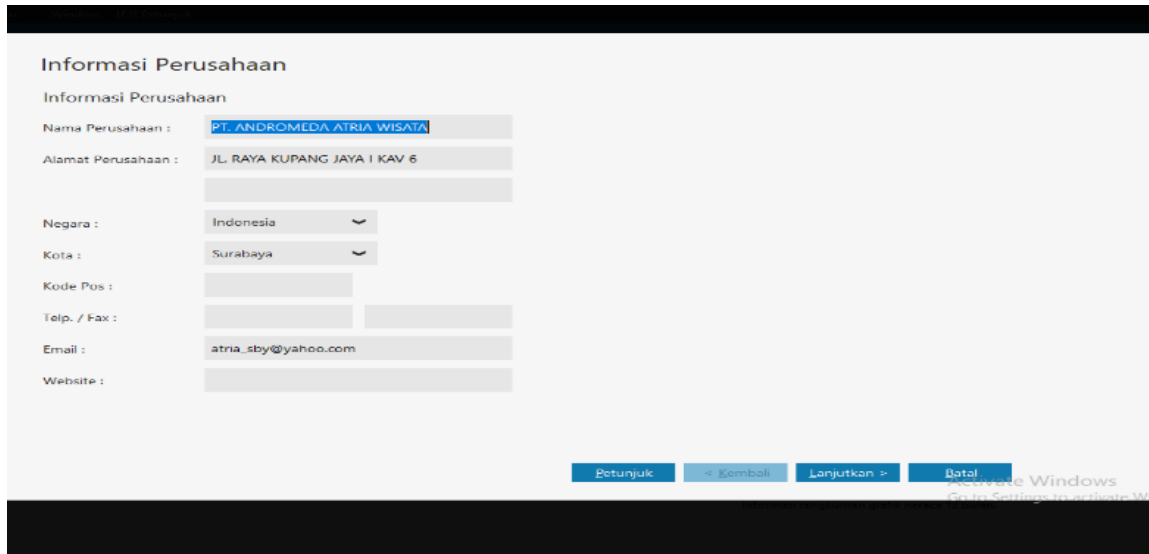 Informasi Perusahaan
Informasi Perusahaan
Nama Perusahaan : PT. ANDROMEDA ATRIA WISATA
Alamat Perusahaan : JL. RAYA KUPANG JAYA I KAV 6
Negara : Indonesia
Kota : Surabaya
Kode Pos :
Telp. / Fax :
Email : atria_sby@yahoo.com
Website :
Petunjuk < Kembali Lanjutkan > Batal
Activate Windows
Go to Settings to activate W